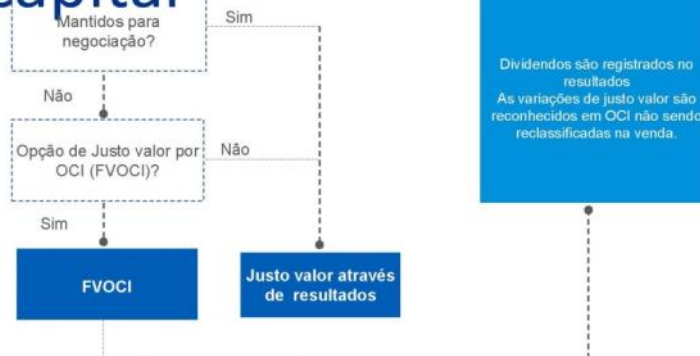 capital
Mantidos para
negociação?
Sim
Não
Opção de Justo valor por
OCI (FVOCI)?
Não
Sim
FVOCI
Justo valor através
de resultados
Dividendos são registrados no
resultados
As variações de justo valor são
reconhecidos em OCI não sendo
reclassificadas na venda.